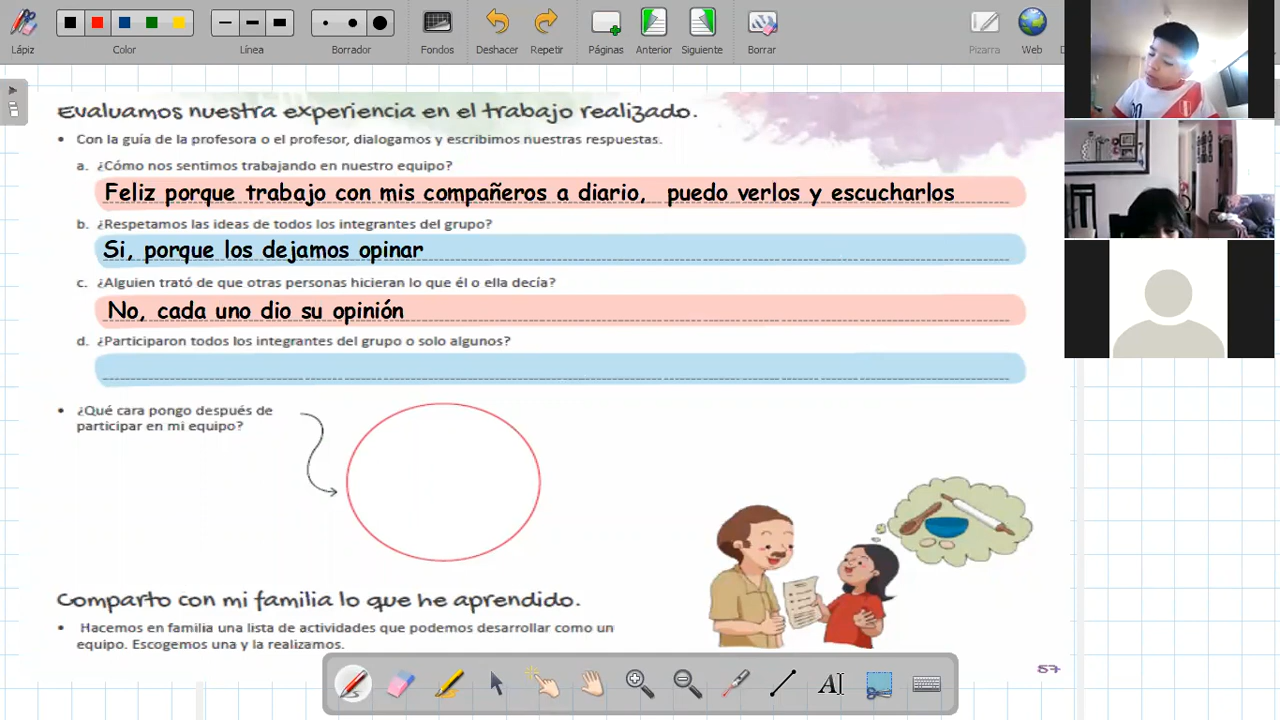 Lápiz Color Línea Borrador Fondos Deshacer Repetir Páginas Anterior Siguiente Borrar Pizarra Web
Evaluamos nuestra experiencia en el trabajo realizado.
• Con la guía de la profesora o el profesor, dialogamos y escribimos nuestras respuestas.
a. ¿Cómo nos sentimos trabajando en nuestro equipo?
Feliz porque trabajo con mis compañeros a diario, puedo verlos y escucharlos
b. ¿Respetamos las ideas de todos los integrantes del grupo?
Si, porque los dejamos opinar
c. ¿Alguien trató de que otras personas hicieran lo que él o ella decía?
No, cada uno dio su opinión
d. ¿Participaron todos los integrantes del grupo o solo algunos?
• ¿Qué cara pongo después de
participar en mi equipo?
Comparto con mi familia lo que he aprendido.
• Hacemos en familia una lista de actividades que podemos desarrollar como un
equipo. Escogemos una y la realizamos.
57